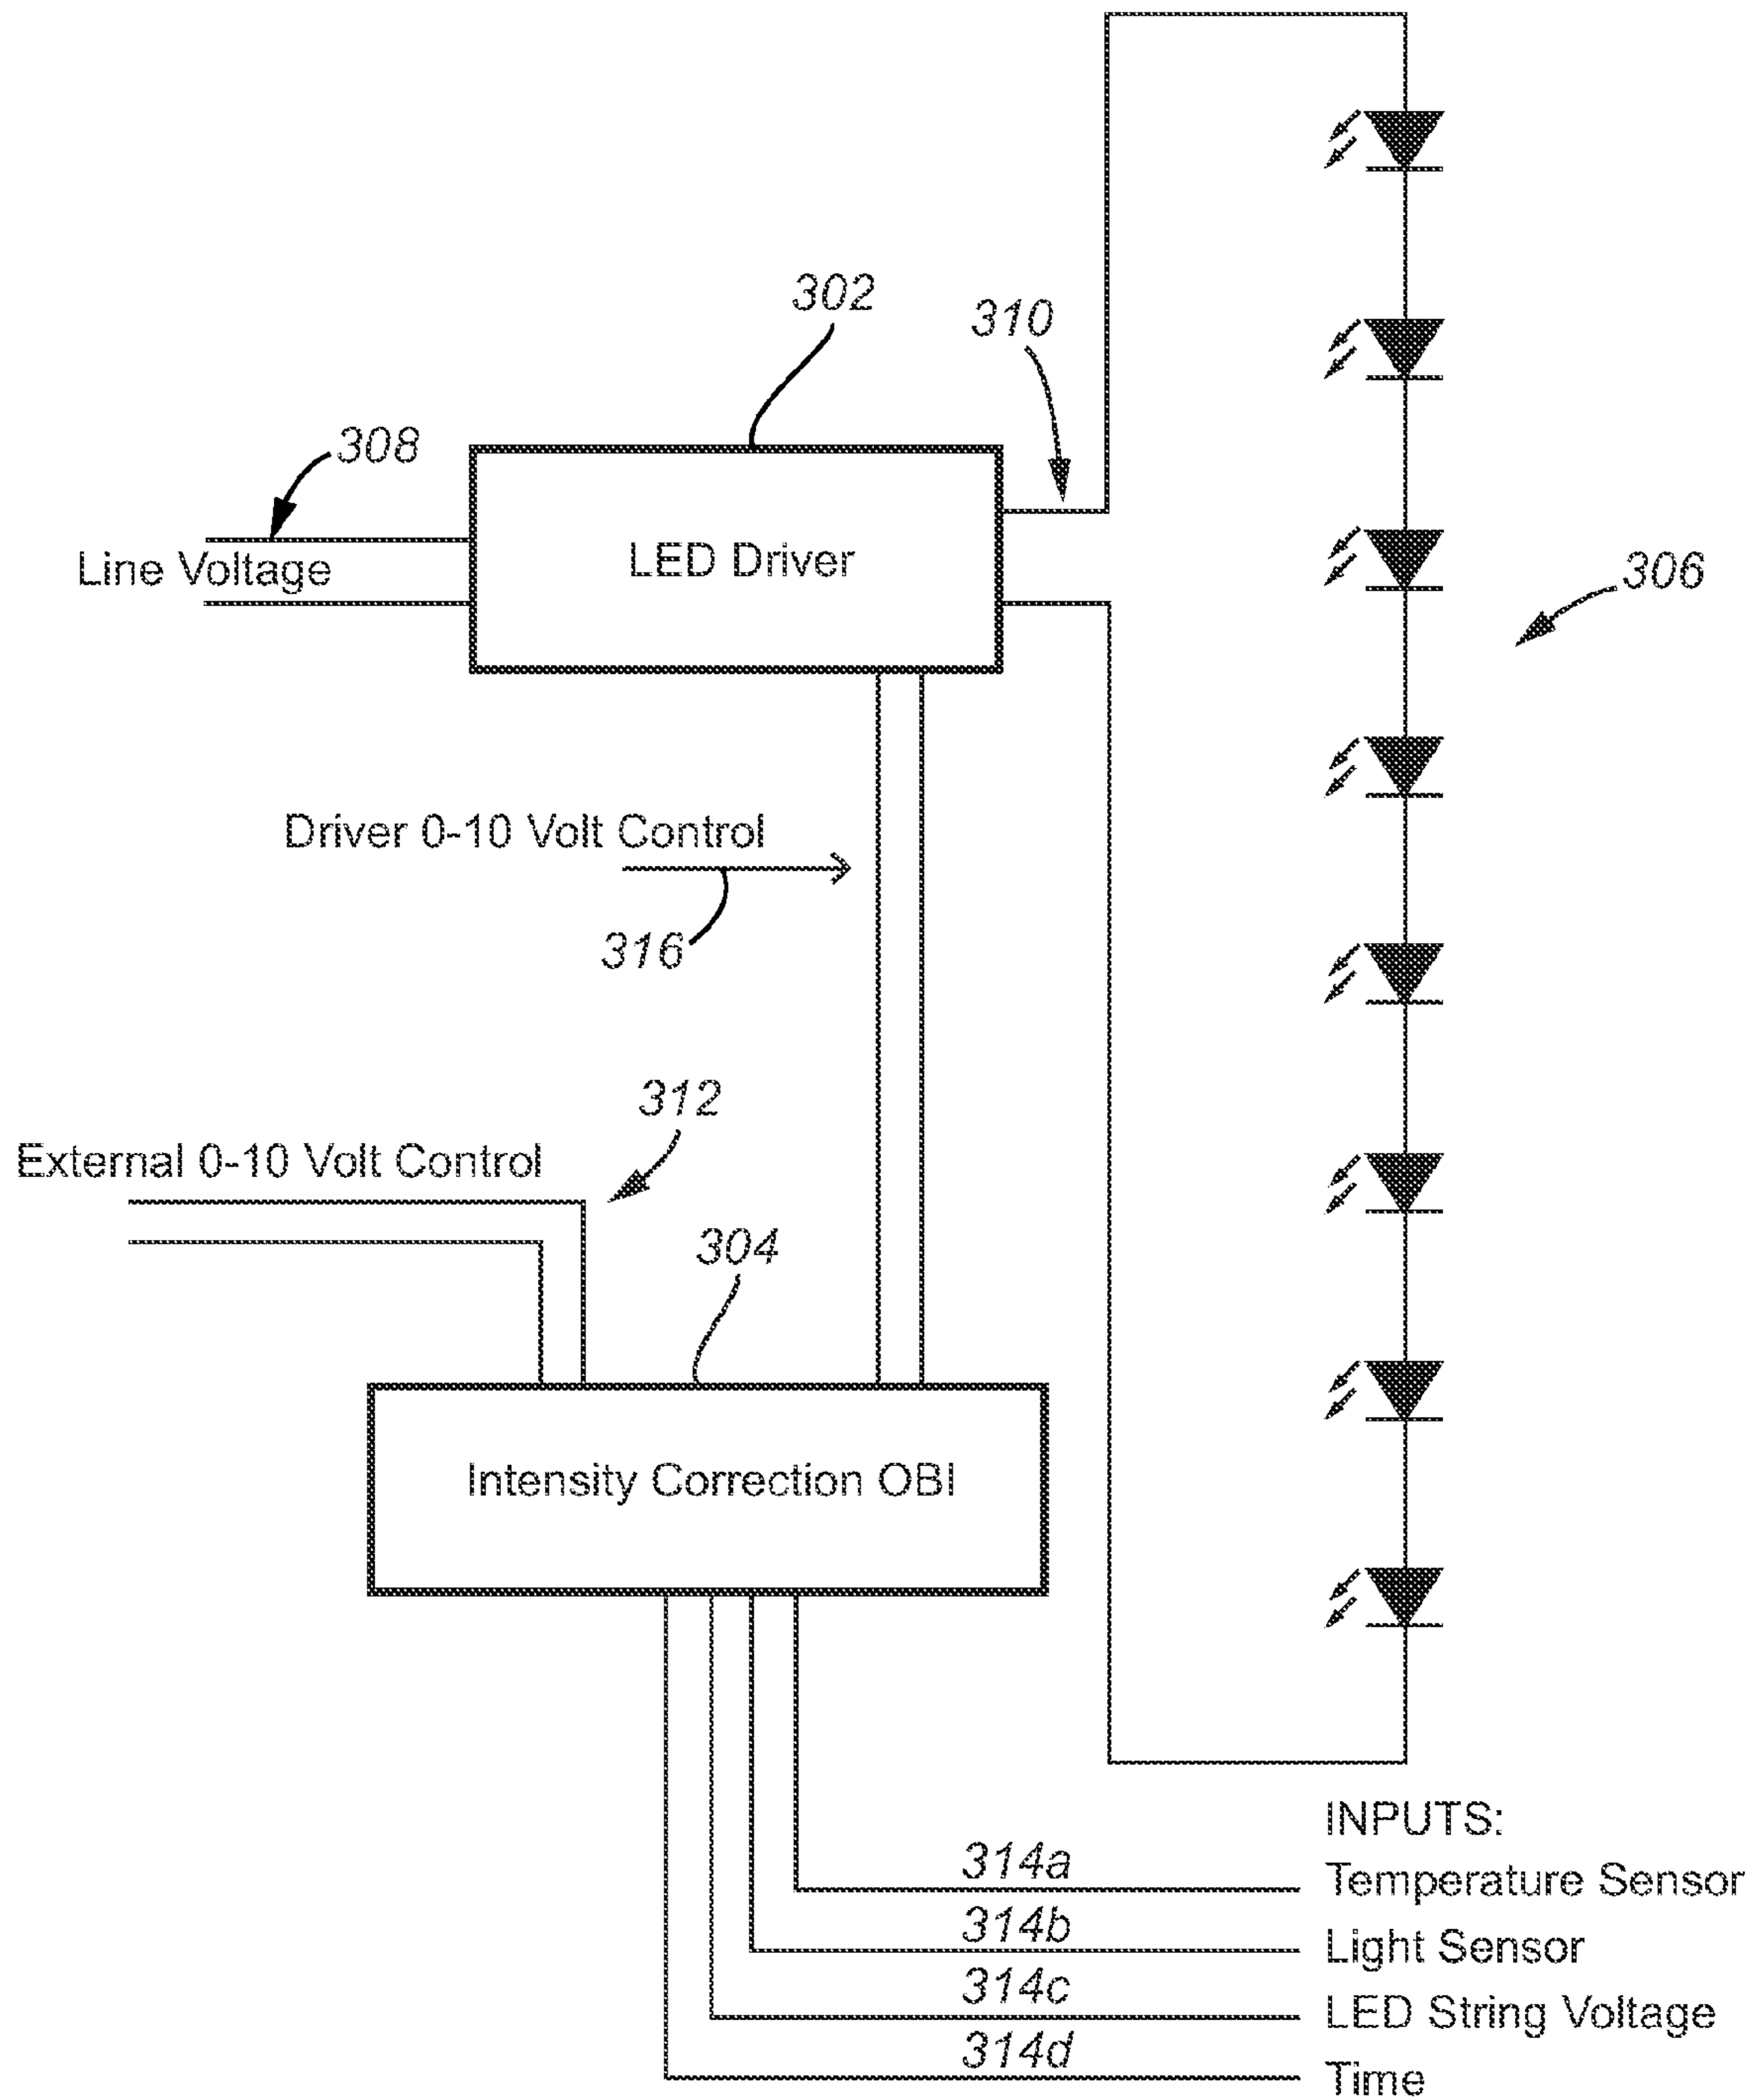 302
310
308
LED Driver
Line Voltage
306
Driver 0-10 Volt Control
316
312
External 0-10 Volt Control
304
Intensity Correction OBI
INPUTS:
314a
Temperature Sensor
314b
Light Sensor
314c
LED String Voltage
314d
Time